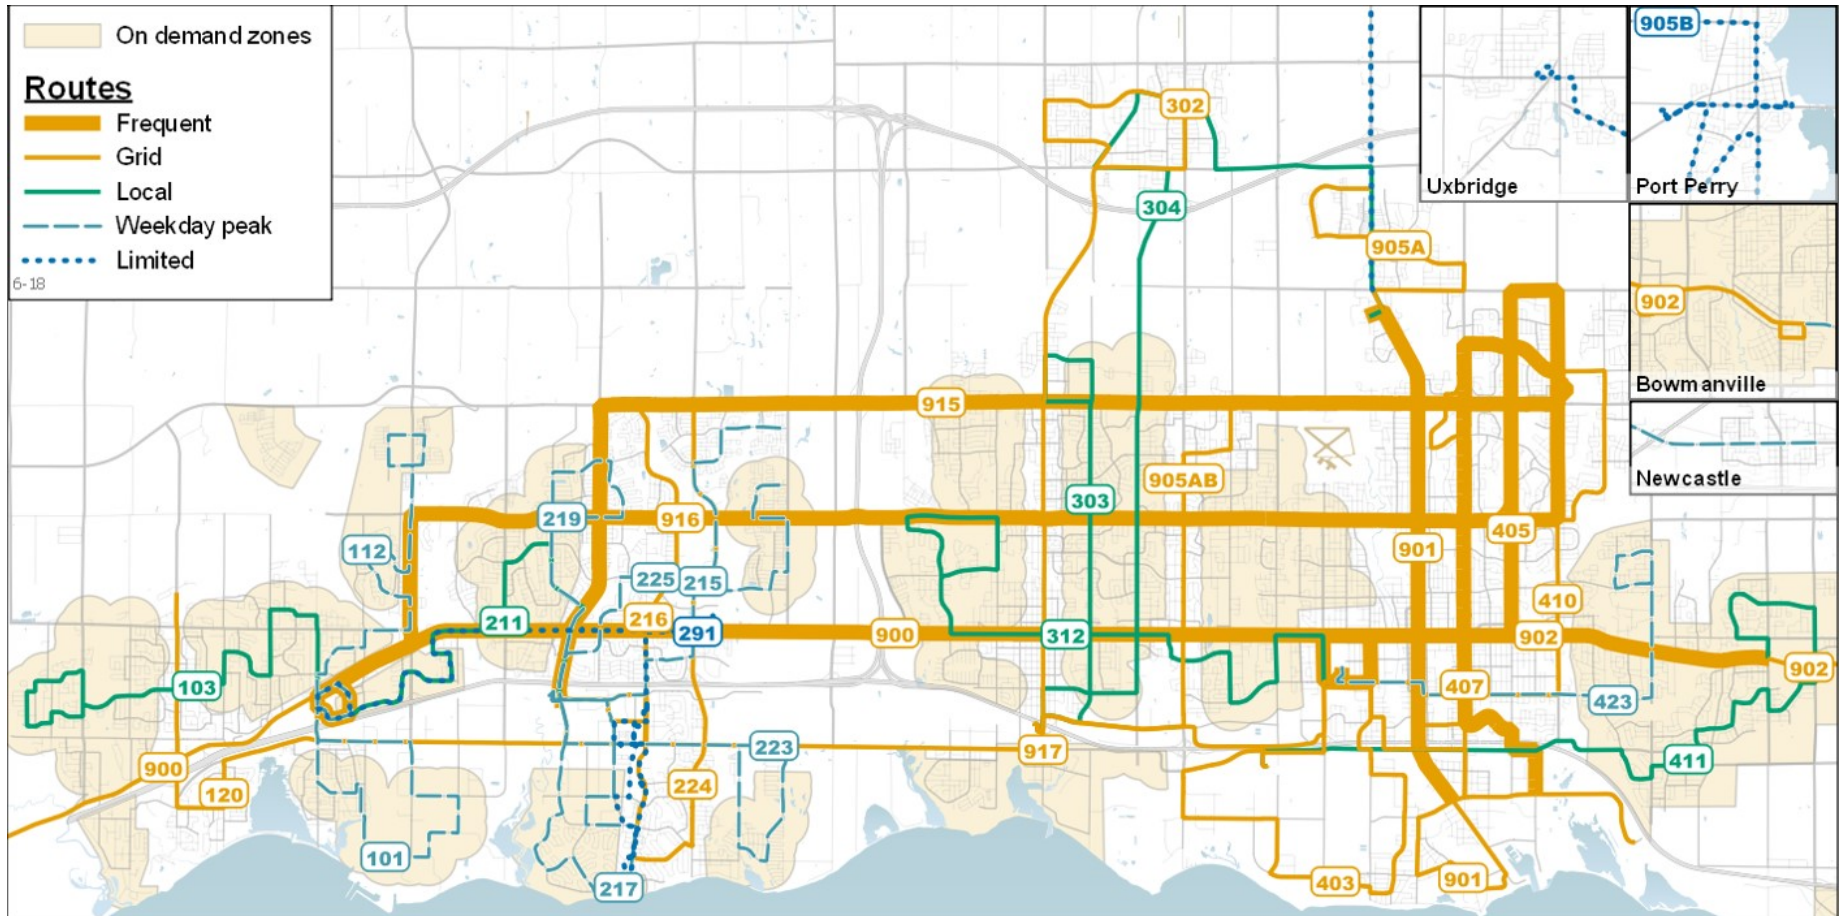 On demand zones
Routes
Frequent
Grid
Local
Weekday peak
Limited
6-18
302
304
905A
Uxbridge
905B
Port Perry
902
Bowmanville
Newcastle
915
905AB
303
219
916
405
112
901
225
215
410
211
216
291
900
312
902
902
103
407
423
917
223
411
900
120
224
101
217
403
901